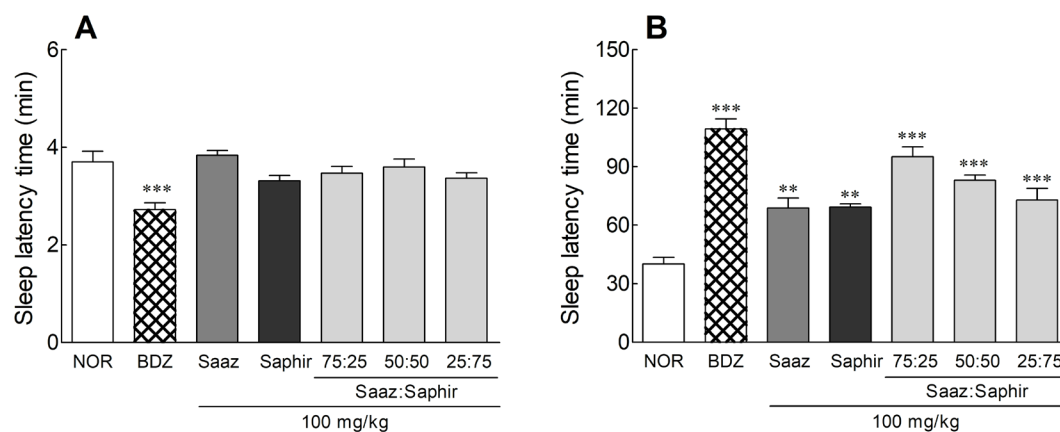 A
Sleep latency time (min)
6
4
2
0
***
NOR BDZ Saaz Saphir 75:25 50:50 25:75
Saaz:Saphir
100 mg/kg
B
Sleep latency time (min)
150
120
90
60
30
0
*** ** ** *** *** ***
NOR BDZ Saaz Saphir 75:25 50:50 25:75
Saaz:Saphir
100 mg/kg